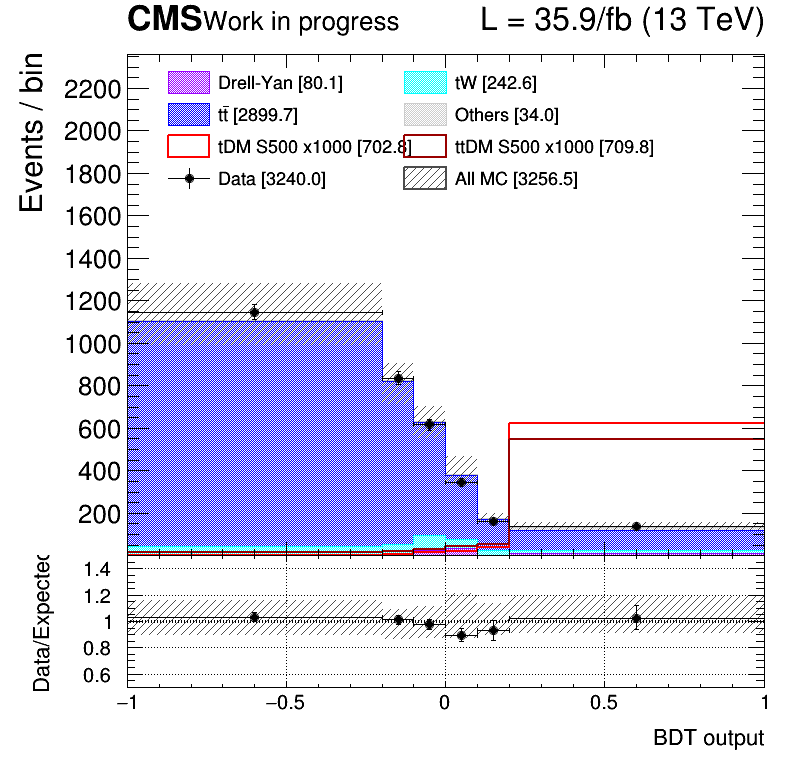 CMS Work in progress L = 35.9/fb (13 TeV)
Events / bin
2200
2000
1800
1600
1400
1200
1000
800
600
400
200
Drell-Yan [80.1]
tW [242.6]
tt̄ [2899.7]
Others [34.0]
tDM S500 x1000 [702.8]
ttDM S500 x1000 [709.8]
Data [3240.0]
All MC [3256.5]
Data/Expected
1.4
1.2
1
0.8
0.6
−1 −0.5 0 0.5 1
BDT output